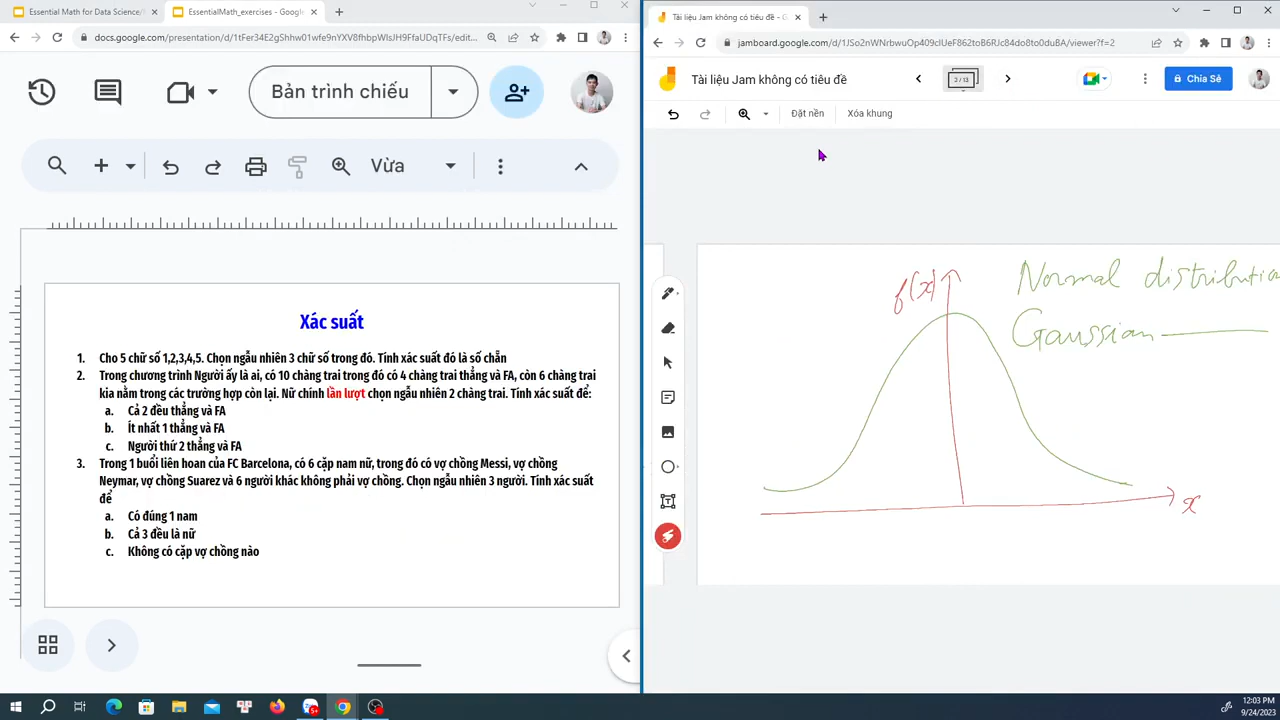 Essential Math for Data Science/
EssentialMath_exercises - Google
docs.google.com/presentation/d/1tFer34E2gShhw01wfe9nYXV8fhbpWIsJH9FfaUDqTFs/edit...
Bản trình chiếu
Vừa
Xác suất
1. Cho 5 chữ số 1,2,3,4,5. Chọn ngẫu nhiên 3 chữ số trong đó. Tính xác suất đó là số chẵn
2. Trong chương trình Người ấy là ai, có 10 chàng trai trong đó có 4 chàng trai thẳng và FA, còn 6 chàng trai
kia nằm trong các trường hợp còn lại. Nữ chính lần lượt chọn ngẫu nhiên 2 chàng trai. Tính xác suất để:
a. Cả 2 đều thẳng và FA
b. Ít nhất 1 thẳng và FA
c. Người thứ 2 thẳng và FA
3. Trong 1 buổi liên hoan của FC Barcelona, có 6 cặp nam nữ, trong đó có vợ chồng Messi, vợ chồng
Neymar, vợ chồng Suarez và 6 người khác không phải vợ chồng. Chọn ngẫu nhiên 3 người. Tính xác suất
để
a. Có đúng 1 nam
b. Cả 3 đều là nữ
c. Không có cặp vợ chồng nào
Tài liệu Jam không có tiêu đề - G
jamboard.google.com/d/1JSo2nWNrbwuOp409clUeF862toB6RJc84do8to0duBA/viewer?f=2
Tài liệu Jam không có tiêu đề
3 / 13
Chia Sẻ
Đặt nền
Xóa khung
f(x)
Normal distributio
Gaussian
x
5+
12:03 PM
9/24/2023